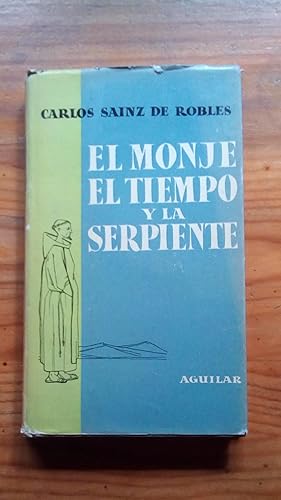 CARLOS SAINZ DE ROBLES
EL MONJE
EL TIEMPO
Y LA
SERPIENTE
AGUILAR